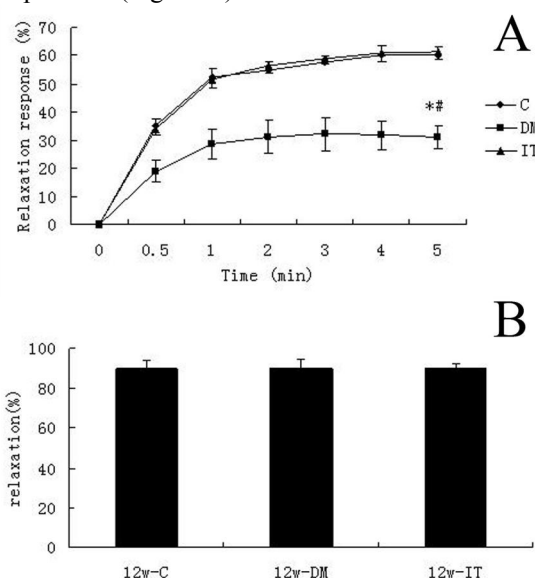 A
Relaxation response (%)
70
60
50
40
30
20
10
0
*#
C
DM
IT
0 0.5 1 2 3 4 5
Time (min)
B
relaxation(%)
100
80
60
40
20
0
12w-C 12w-DM 12w-IT